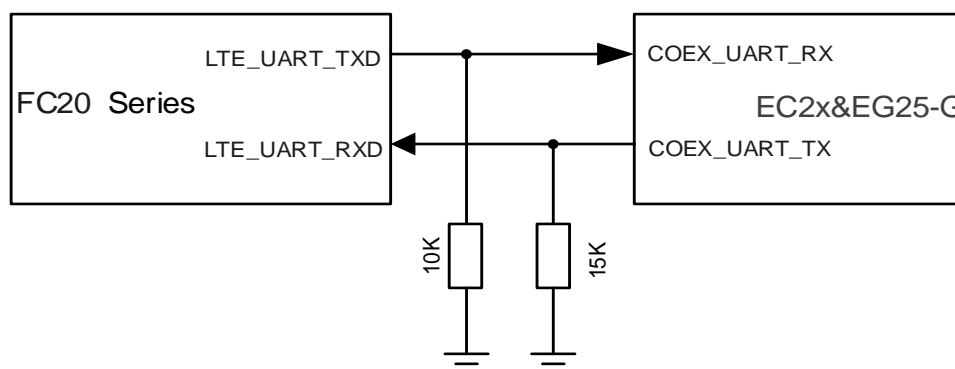 LTE_UART_TXD
COEX_UART_RX
FC20 Series
EC2x&EG25-G
LTE_UART_RXD
COEX_UART_TX
10K
15K